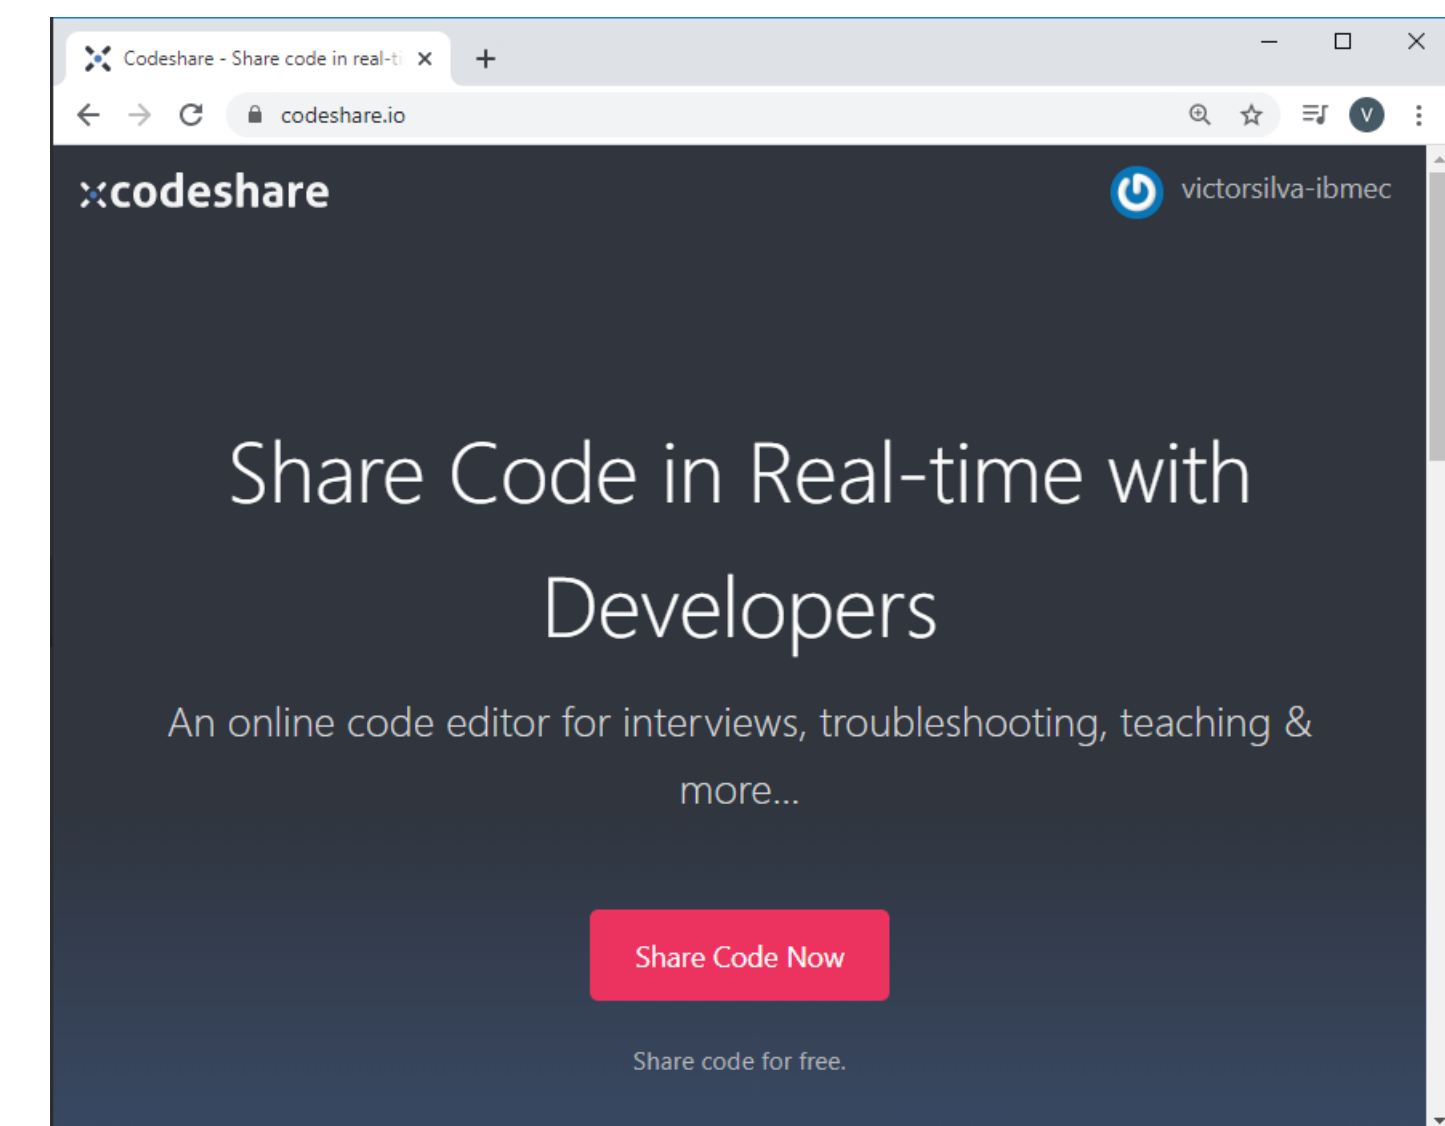 Codeshare - Share code in real-ti
codeshare.io
V
codeshare
victorsilva-ibmec
Share Code in Real-time with
Developers
An online code editor for interviews, troubleshooting, teaching &
more...
Share Code Now
Share code for free.